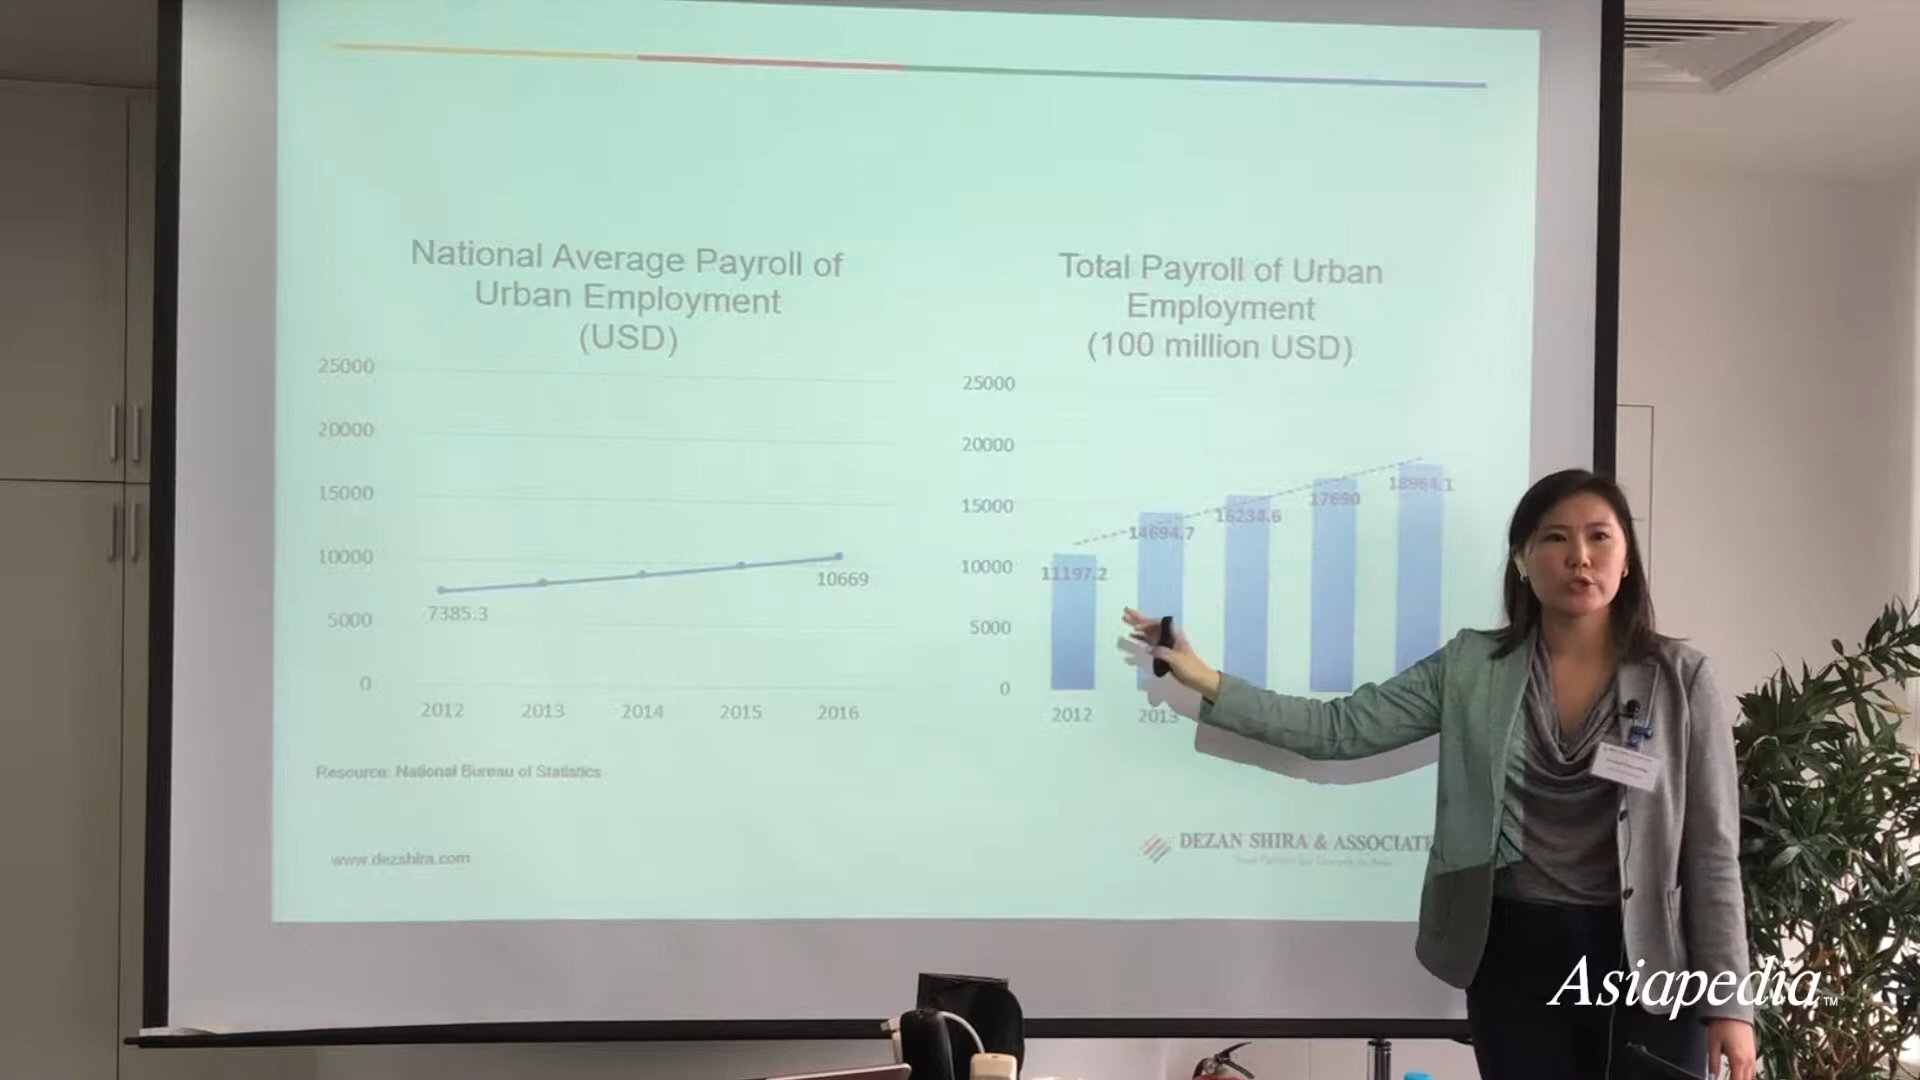 National Average Payroll of
Urban Employment
(USD)
25000
20000
15000
10000
5000
0
7385.3
10669
2012 2013 2014 2015 2016
Resource: National Bureau of Statistics
www.dezshira.com
Total Payroll of Urban
Employment
(100 million USD)
25000
20000
15000
10000
5000
0
11197.2
14694.7
16234.6
17690
18964.1
2012 2013
DEZAN SHIRA & ASSOCIATE
Asiapedia™